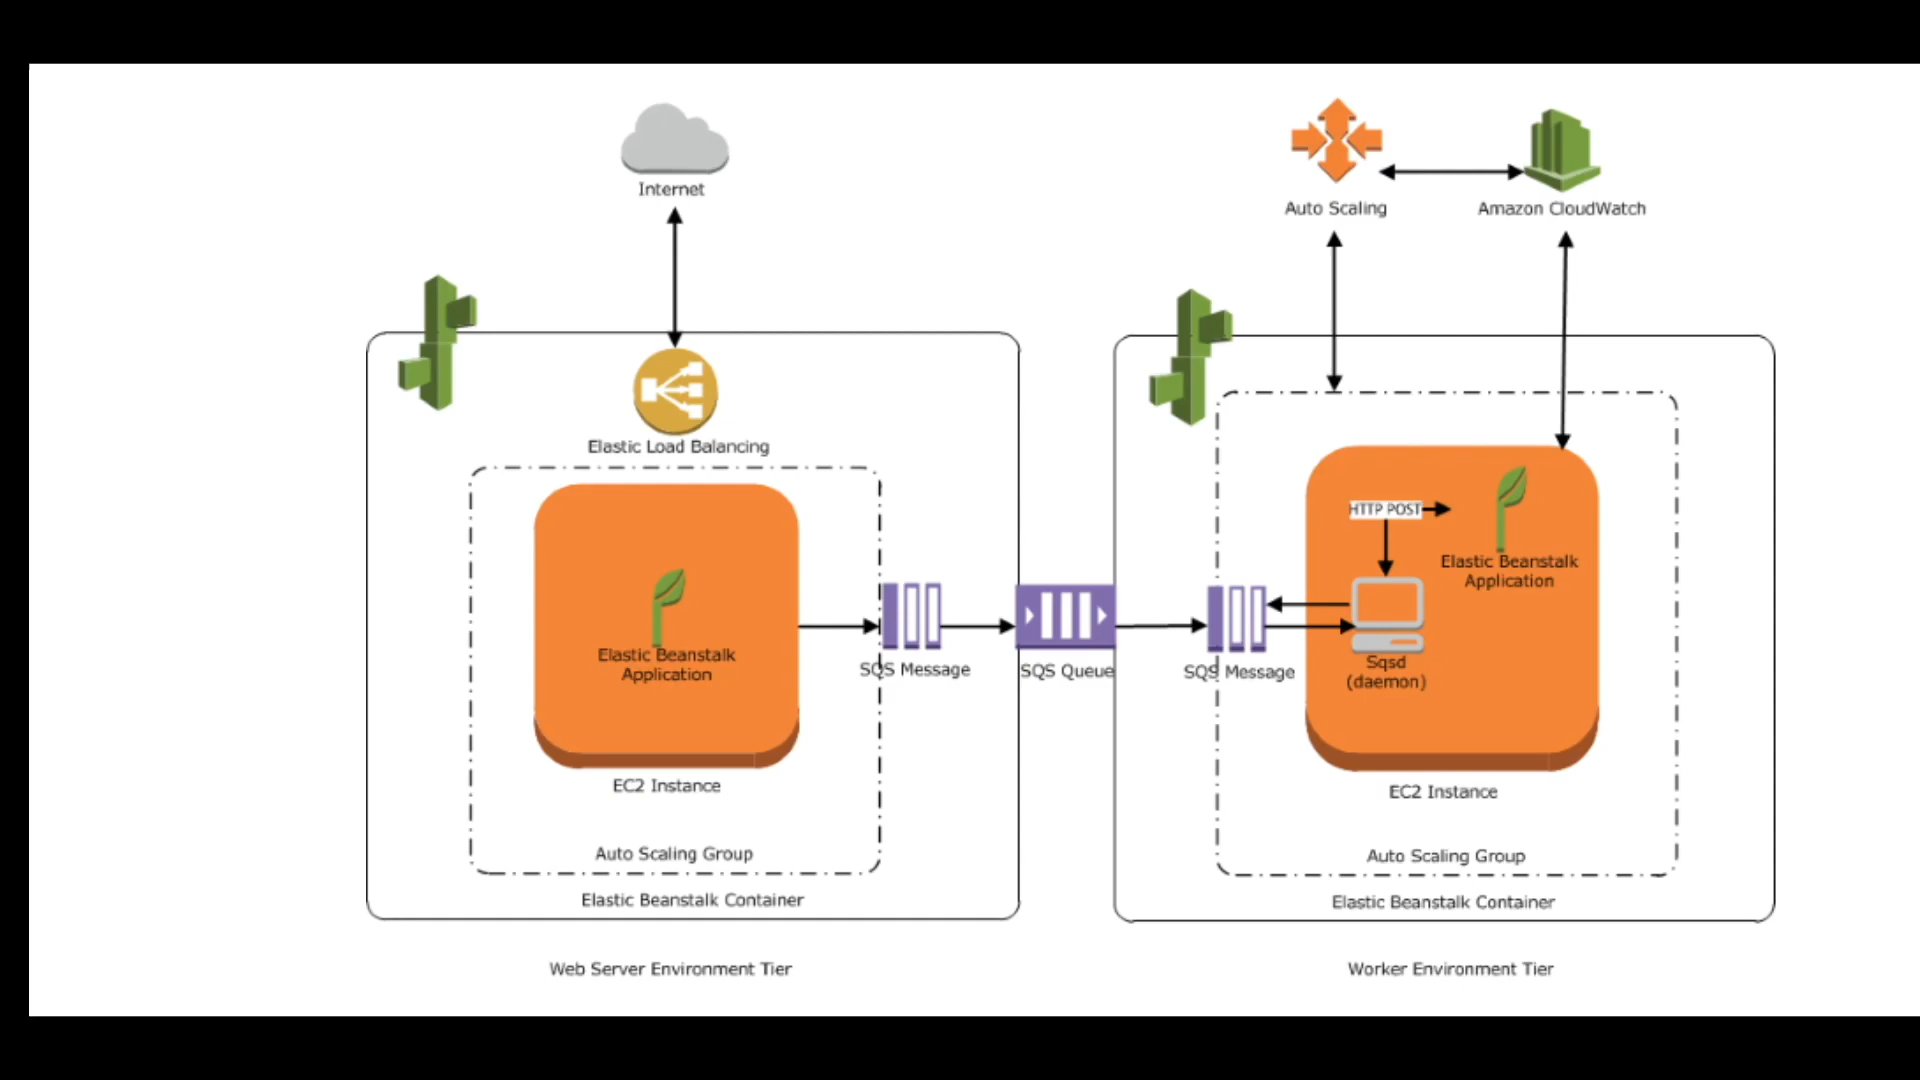 Internet
Auto Scaling
Amazon CloudWatch
Elastic Load Balancing
Elastic Beanstalk
Application
SQS Message
SQS Queue
SQS Message
HTTP POST
Elastic Beanstalk
Application
Sqsd
(daemon)
EC2 Instance
EC2 Instance
Auto Scaling Group
Auto Scaling Group
Elastic Beanstalk Container
Elastic Beanstalk Container
Web Server Environment Tier
Worker Environment Tier